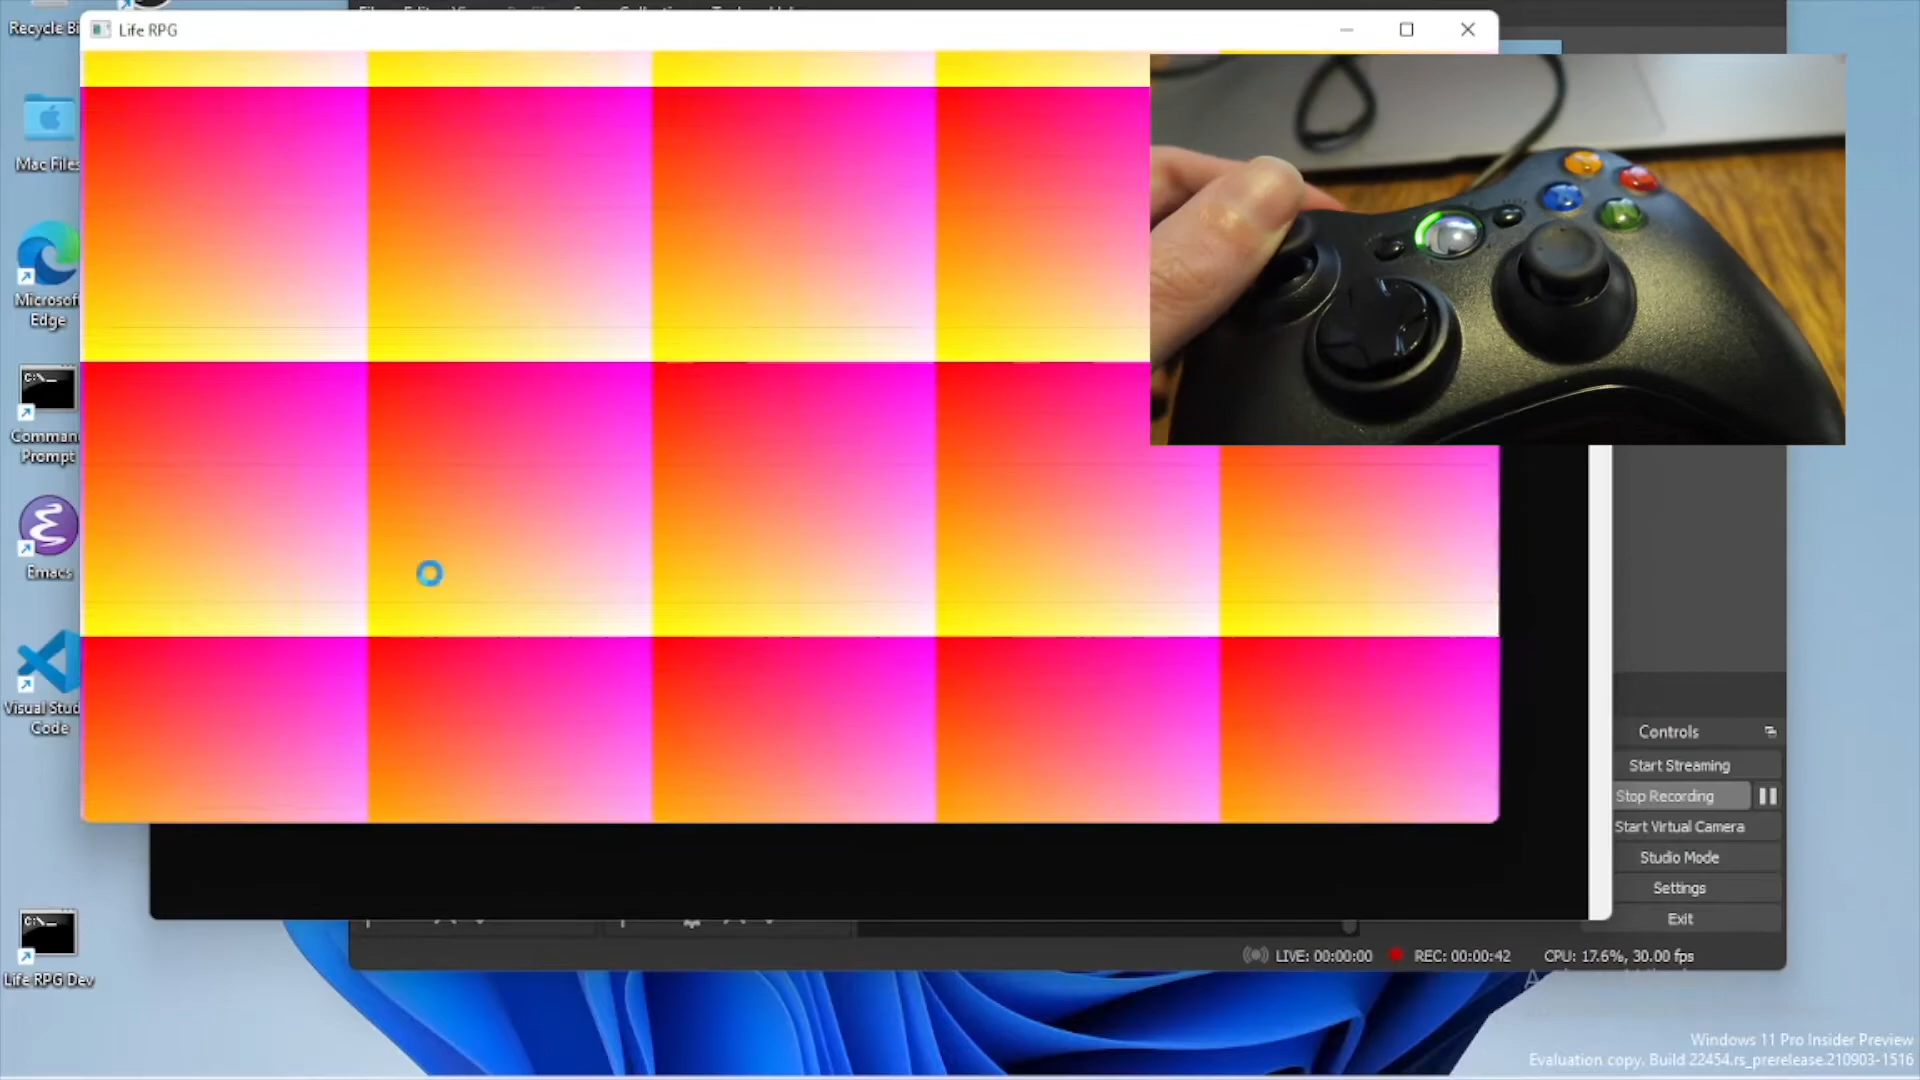 Recycle Bi
Life RPG
Mac Files
Microsoft
Edge
C:\_
Comman
Prompt
Emacs
Visual Stud
Code
C:\_
Life RPG Dev
Controls
Start Streaming
Stop Recording
Start Virtual Camera
Studio Mode
Settings
Exit
LIVE: 00:00:00
REC: 00:00:42
CPU: 17.6%, 30.00 fps
Windows 11 Pro Insider Preview
Evaluation copy. Build 22454.rs_prerelease.210903-1516